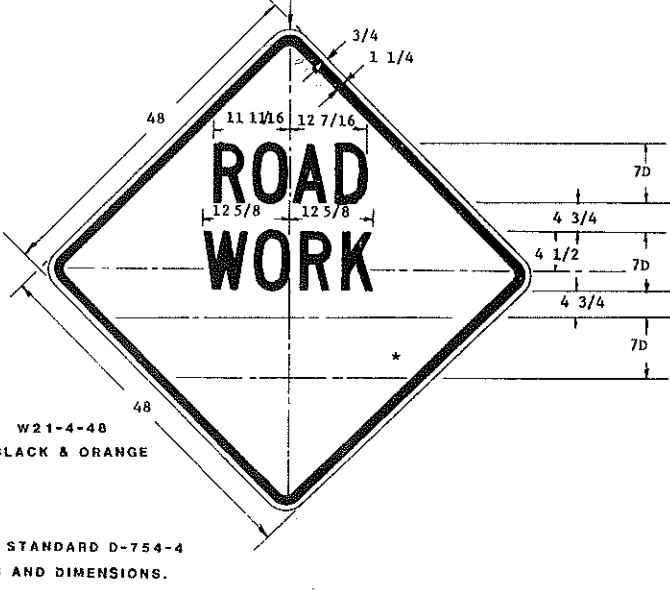 3/4
1 1/4
48
11 11/16 12 7/16
ROAD
7D
12 5/8 12 5/8
4 3/4
WORK
4 1/2
7D
4 3/4
7D
*
48
W21-4-48
BLACK & ORANGE
STANDARD D-754-4
AND DIMENSIONS.